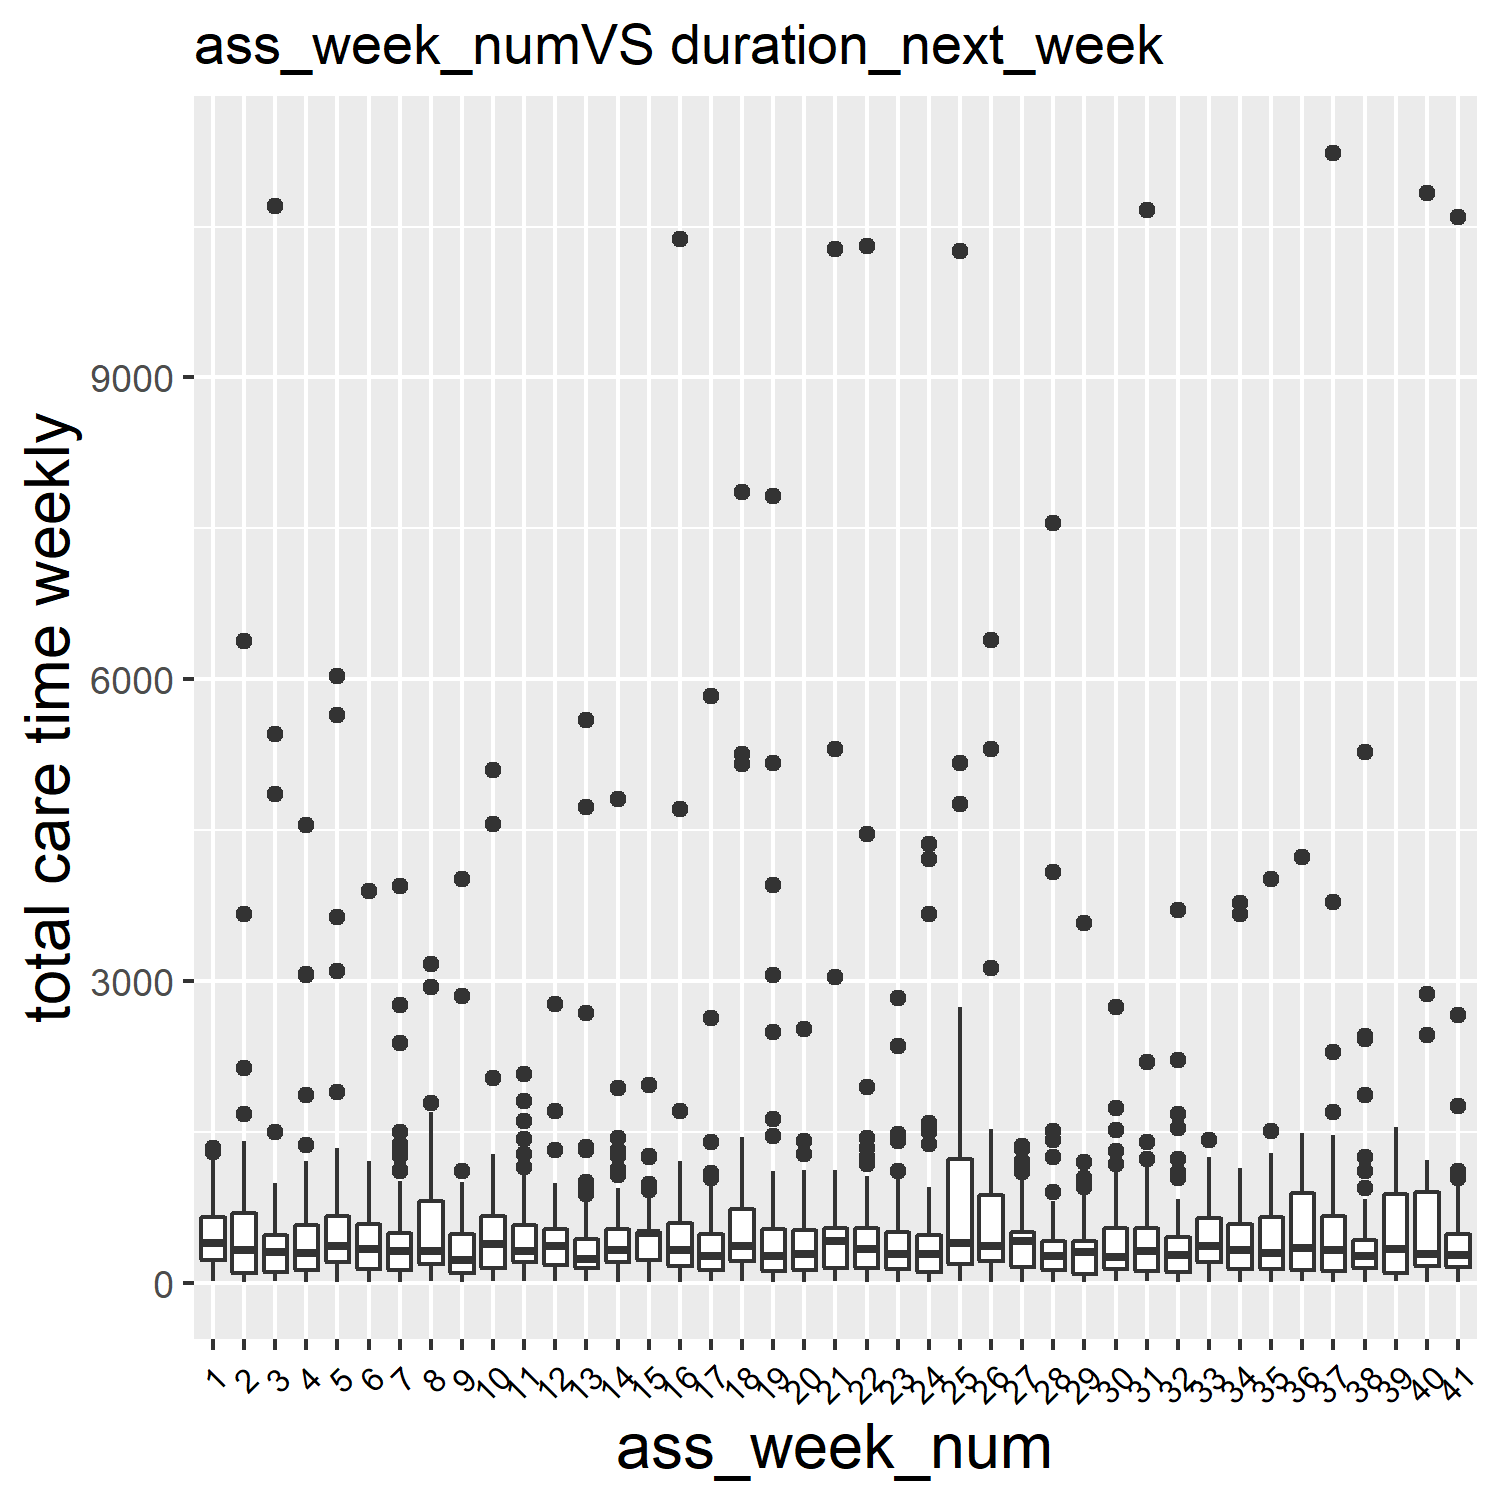 ass_week_numVS duration_next_week
total care time weekly
9000
6000
3000
0
1 2 3 4 5 6 7 8 9 10 11 12 13 14 15 16 17 18 19 20 21 22 23 24 25 26 27 28 29 30 31 32 33 34 35 36 37 38 39 40 41
ass_week_num